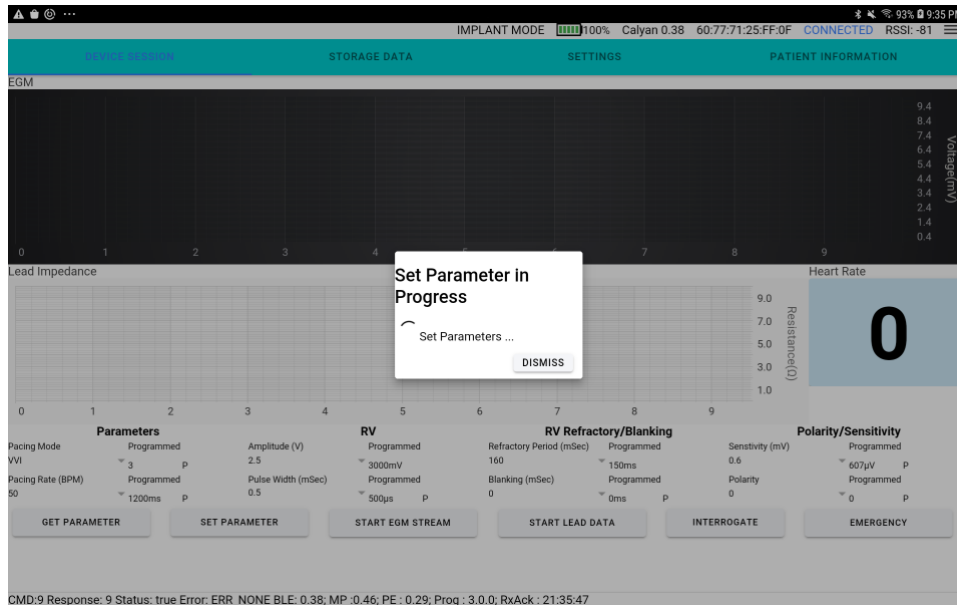 93% 9:35 PM
IMPLANT MODE 100% Calyan 0.38 60:77:71:25:FF:0F CONNECTED RSSI: -81
DEVICE SESSION STORAGE DATA SETTINGS PATIENT INFORMATION
EGM
9.4
8.4
7.4
6.4
5.4
4.4
3.4
2.4
1.4
0.4
Voltage(mV)
0 1 2 3 4 7 8 9
Lead Impedance
Heart Rate
Set Parameter in
Progress
Set Parameters ...
DISMISS
9.0
7.0
5.0
3.0
1.0
Resistance(Ω)
0
0 1 2 3 4 5 6 7 8 9
Parameters RV RV Refractory/Blanking Polarity/Sensitivity
Pacing Mode Programmed Amplitude (V) Programmed Refractory Period (mSec) Programmed Senstivity (mV) Programmed
VVI 3 P 2.5 3000mV 160 150ms 0.6 607µV P
Pacing Rate (BPM) Programmed Pulse Width (mSec) Programmed Blanking (mSec) Programmed Polarity Programmed
50 1200ms P 0.5 500µs P 0 0ms P 0 0 P
GET PARAMETER SET PARAMETER START EGM STREAM START LEAD DATA INTERROGATE EMERGENCY
CMD:9 Response: 9 Status: true Error: ERR_NONE BLE: 0.38; MP :0.46; PE : 0.29; Prog : 3.0.0; RxAck : 21:35:47